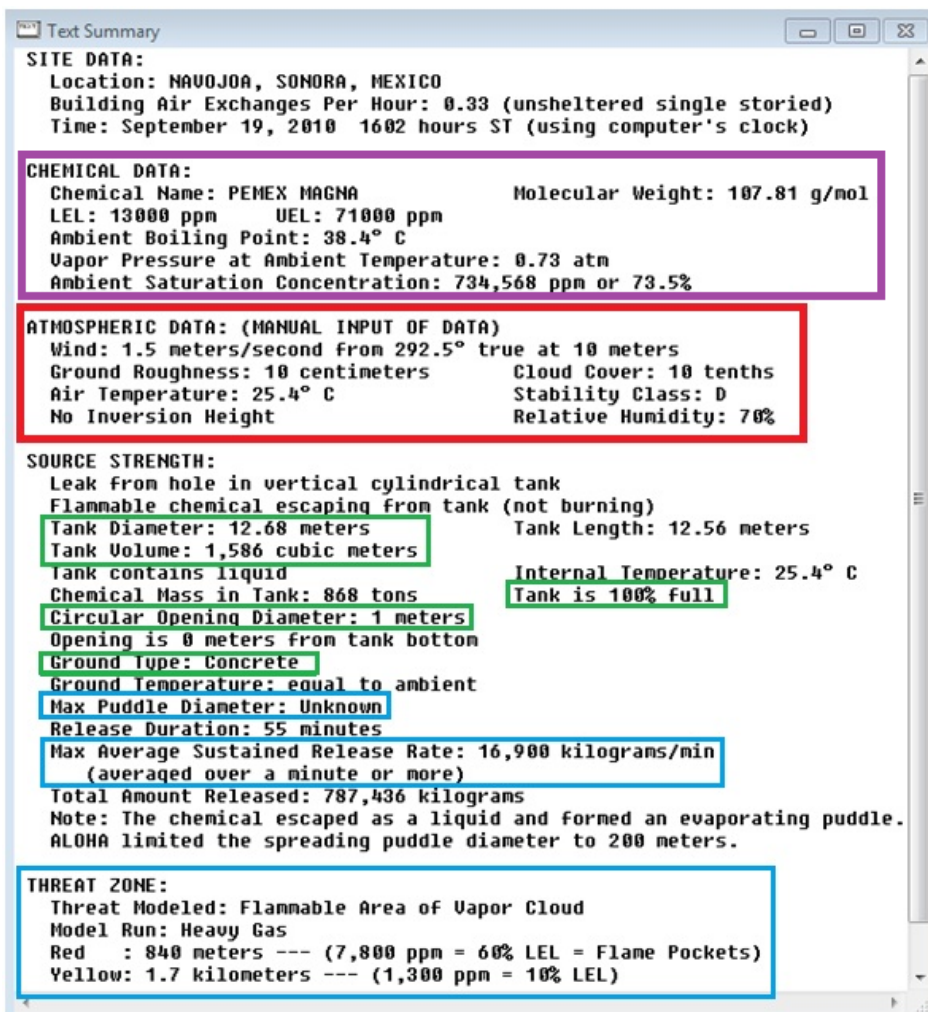 Text Summary
SITE DATA:
Location: NAVOJOA, SONORA, MEXICO
Building Air Exchanges Per Hour: 0.33 (unsheltered single storied)
Time: September 19, 2010 1602 hours ST (using computer's clock)
CHEMICAL DATA:
Chemical Name: PEMEX MAGNA Molecular Weight: 107.81 g/mol
LEL: 13000 ppm UEL: 71000 ppm
Ambient Boiling Point: 38.4° C
Vapor Pressure at Ambient Temperature: 0.73 atm
Ambient Saturation Concentration: 734,568 ppm or 73.5%
ATMOSPHERIC DATA: (MANUAL INPUT OF DATA)
Wind: 1.5 meters/second from 292.5° true at 10 meters
Ground Roughness: 10 centimeters Cloud Cover: 10 tenths
Air Temperature: 25.4° C Stability Class: D
No Inversion Height Relative Humidity: 70%
SOURCE STRENGTH:
Leak from hole in vertical cylindrical tank
Flammable chemical escaping from tank (not burning)
Tank Diameter: 12.68 meters Tank Length: 12.56 meters
Tank Volume: 1,586 cubic meters
Tank contains liquid Internal Temperature: 25.4° C
Chemical Mass in Tank: 868 tons Tank is 100% full
Circular Opening Diameter: 1 meters
Opening is 0 meters from tank bottom
Ground Type: Concrete
Ground Temperature: equal to ambient
Max Puddle Diameter: Unknown
Release Duration: 55 minutes
Max Average Sustained Release Rate: 16,900 kilograms/min
(averaged over a minute or more)
Total Amount Released: 787,436 kilograms
Note: The chemical escaped as a liquid and formed an evaporating puddle.
ALOHA limited the spreading puddle diameter to 200 meters.
THREAT ZONE:
Threat Modeled: Flammable Area of Vapor Cloud
Model Run: Heavy Gas
Red : 840 meters --- (7,800 ppm = 60% LEL = Flame Pockets)
Yellow: 1.7 kilometers --- (1,300 ppm = 10% LEL)